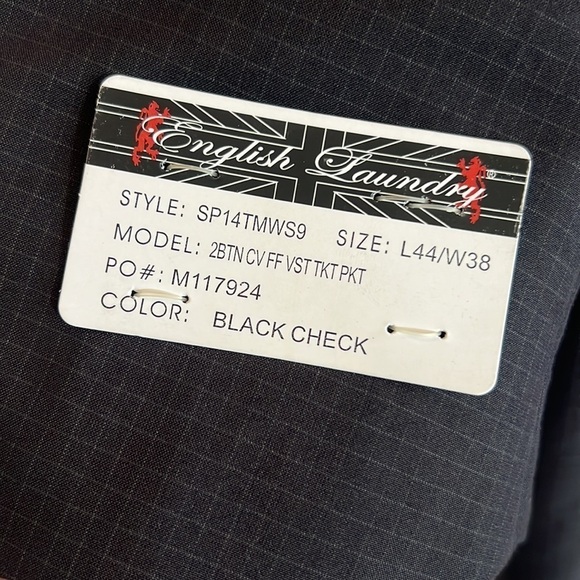 English Laundry®
STYLE: SP14TMWS9 SIZE: L44/W38
MODEL: 2BTN CV FF VST TKT PKT
PO#: M117924
COLOR: BLACK CHECK